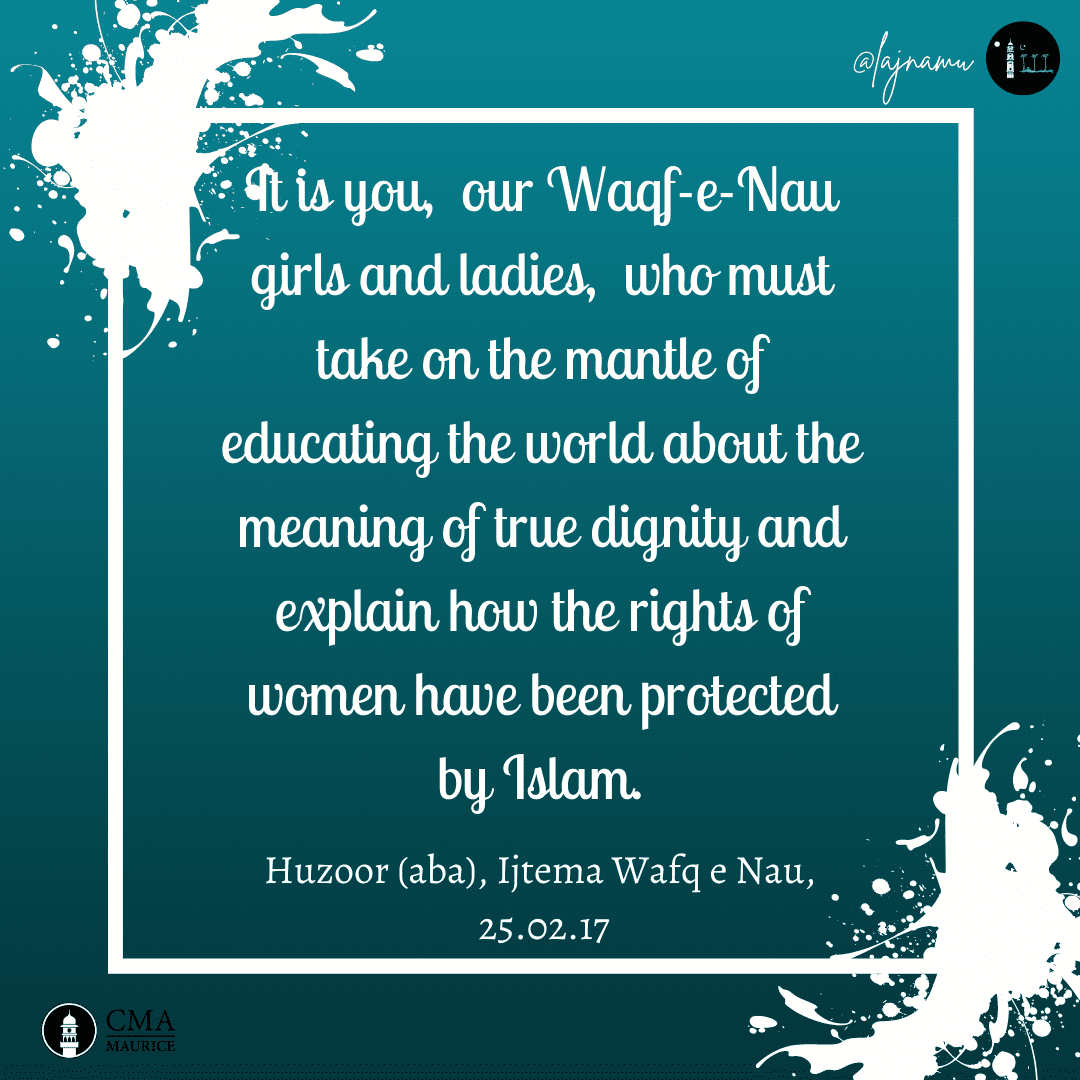 @lajnamu
It is you, our Waqf-e-Nau
girls and ladies, who must
take on the mantle of
educating the world about the
meaning of true dignity and
explain how the rights of
women have been protected
by Islam.
Huzoor (aba), Ijtema Wafq e Nau,
25.02.17
CMA
MAURICE